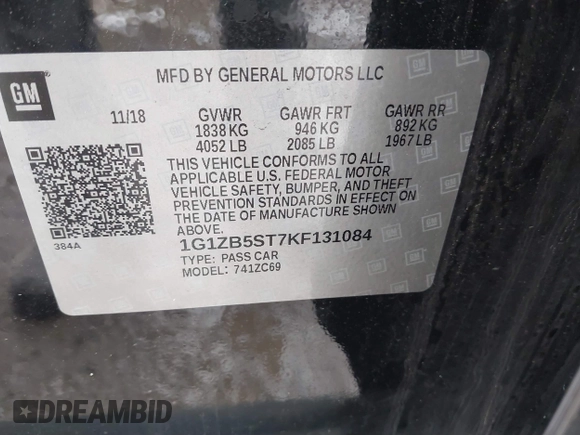 MFD BY GENERAL MOTORS LLC
GM
11/18 GVWR GAWR FRT GAWR RR
1838 KG 946 KG 892 KG
4052 LB 2085 LB 1967 LB
THIS VEHICLE CONFORMS TO ALL
APPLICABLE U.S. FEDERAL MOTOR
VEHICLE SAFETY, BUMPER, AND THEFT
PREVENTION STANDARDS IN EFFECT ON
THE DATE OF MANUFACTURE SHOWN
ABOVE.
384A
1G1ZB5ST7KF131084
TYPE: PASS CAR
MODEL: 741ZC69
DREAMBID